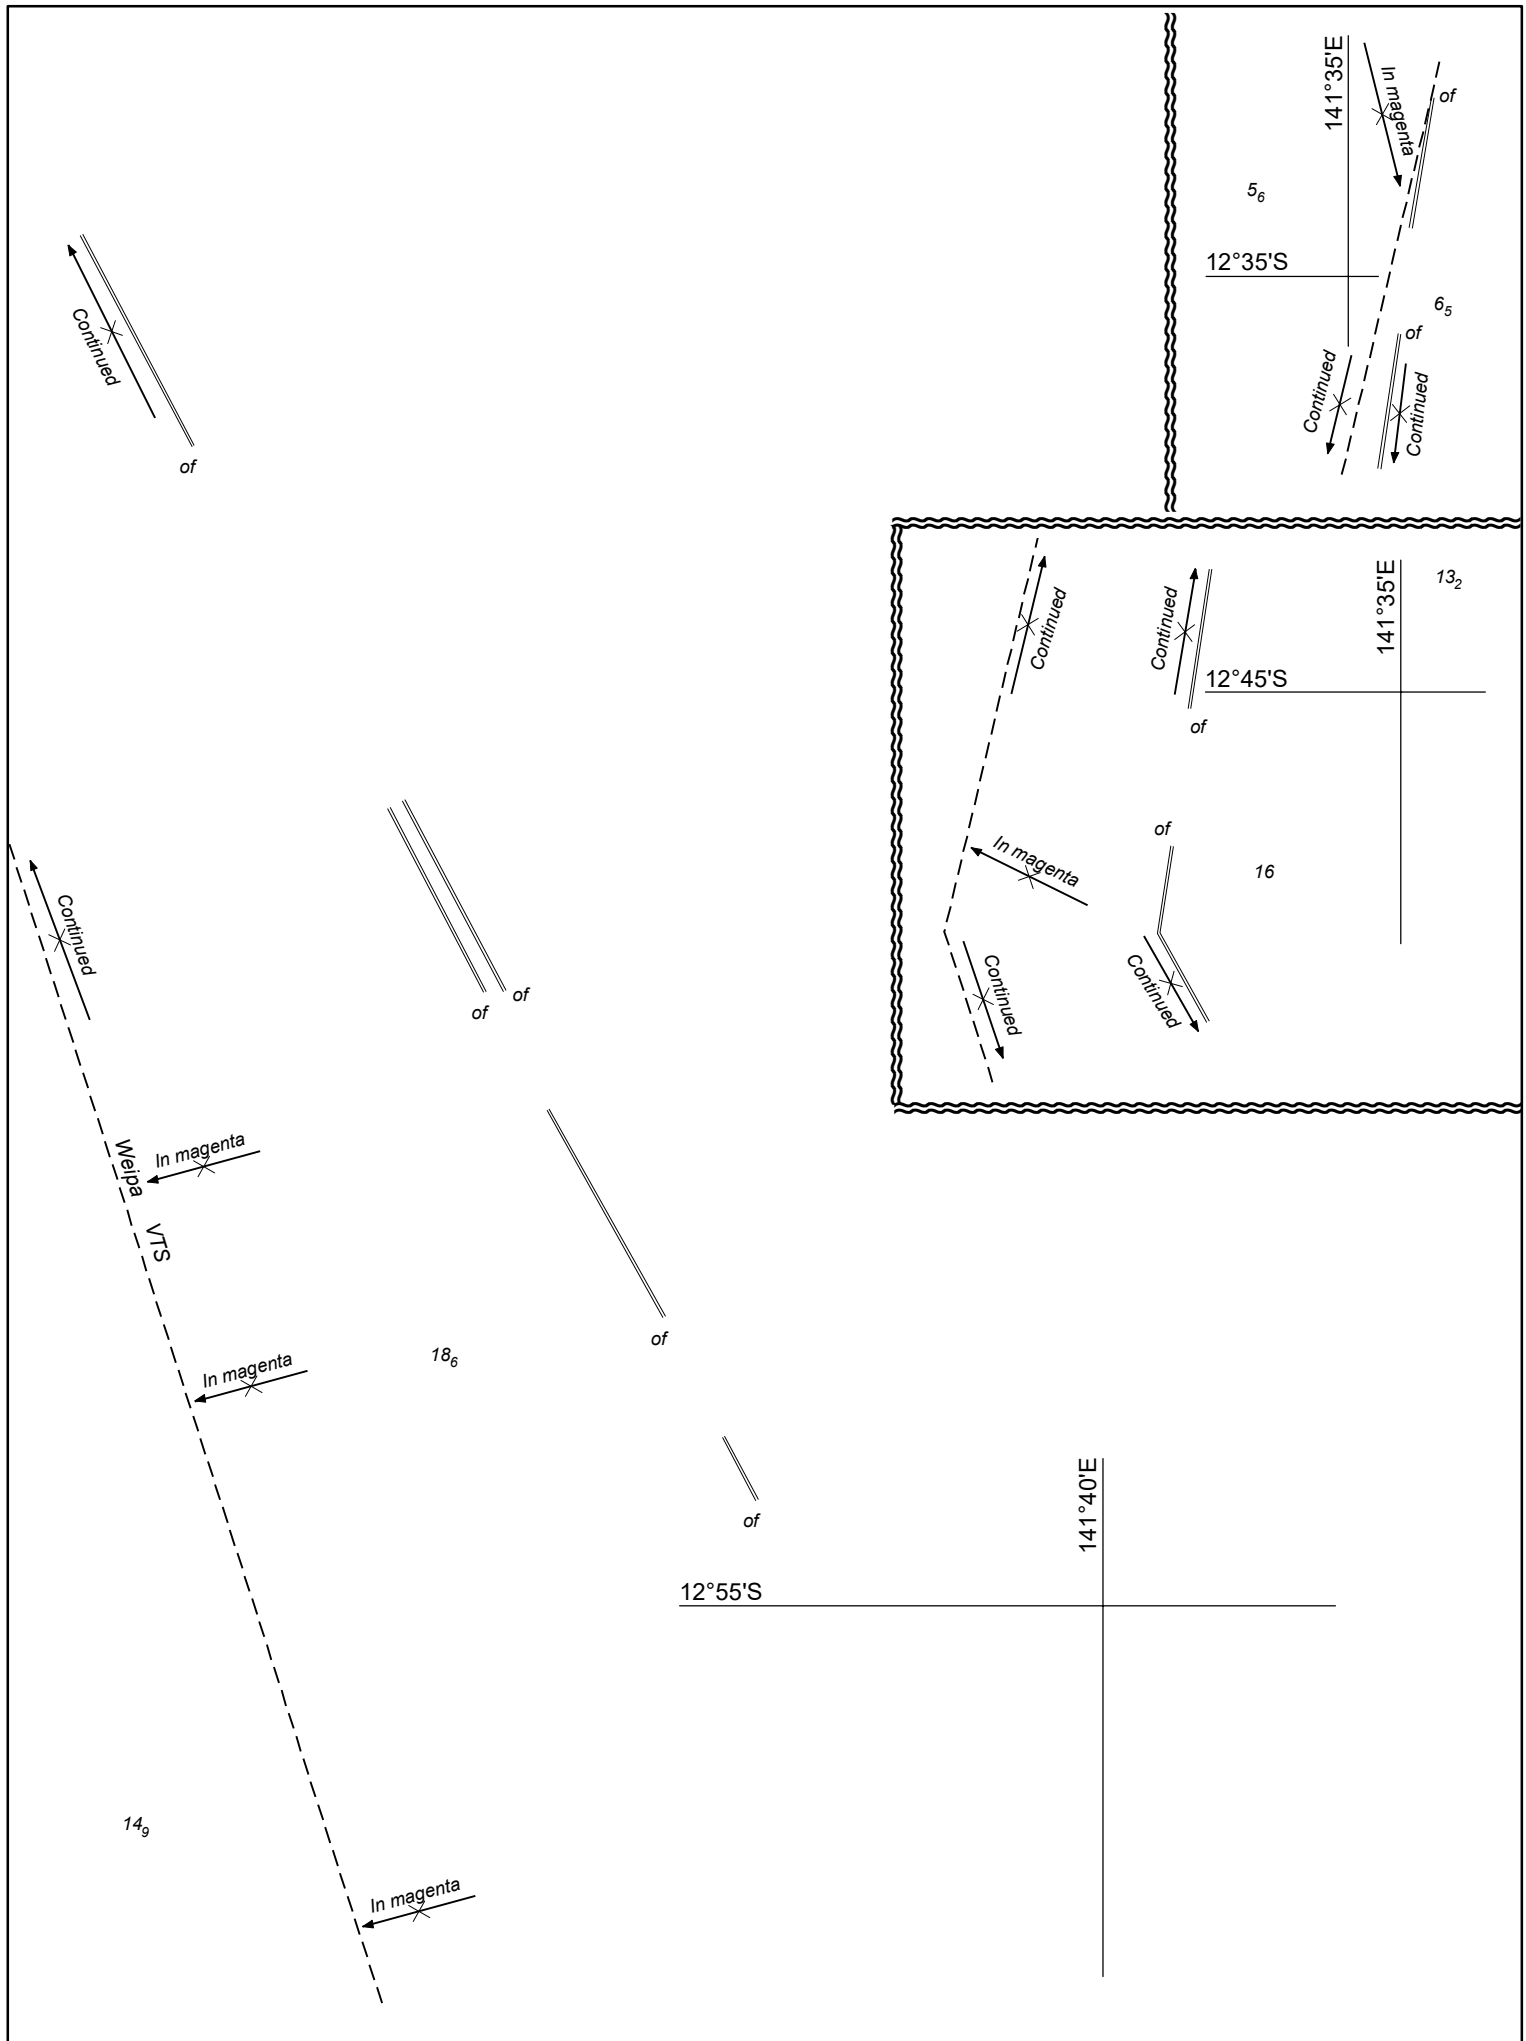 141°35'E
In magenta
of
5₆
12°35'S
6₅
of
Continued
Continued
Continued
of
Continued
Continued
141°35'E
13₂
12°45'S
of
of
In magenta
16
Continued
Continued
Continued
of
of
Weipa VTS
In magenta
of
In magenta
18₆
141°40'E
of
12°55'S
14₉
In magenta